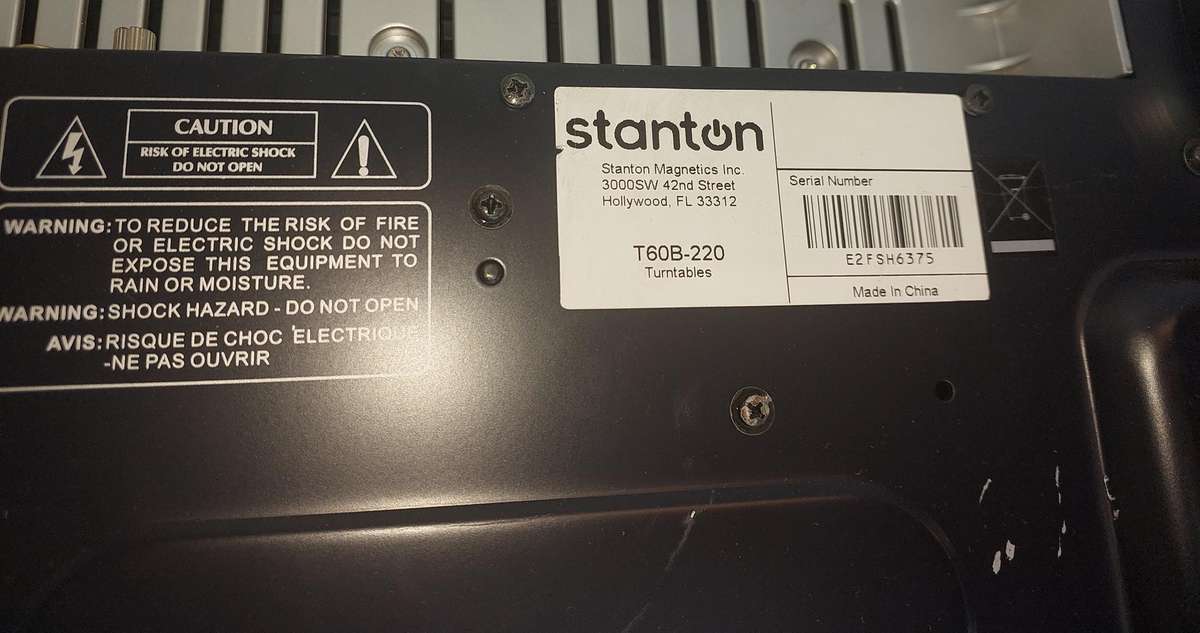 CAUTION
RISK OF ELECTRIC SHOCK
DO NOT OPEN
WARNING: TO REDUCE THE RISK OF FIRE
OR ELECTRIC SHOCK DO NOT
EXPOSE THIS EQUIPMENT TO
RAIN OR MOISTURE.
WARNING: SHOCK HAZARD - DO NOT OPEN
AVIS: RISQUE DE CHOC 'ELECTRIQUE
-NE PAS OUVRIR
stanton
Stanton Magnetics Inc.
3000SW 42nd Street
Hollywood, FL 33312
T60B-220
Turntables
Serial Number
E2FSH6375
Made In China